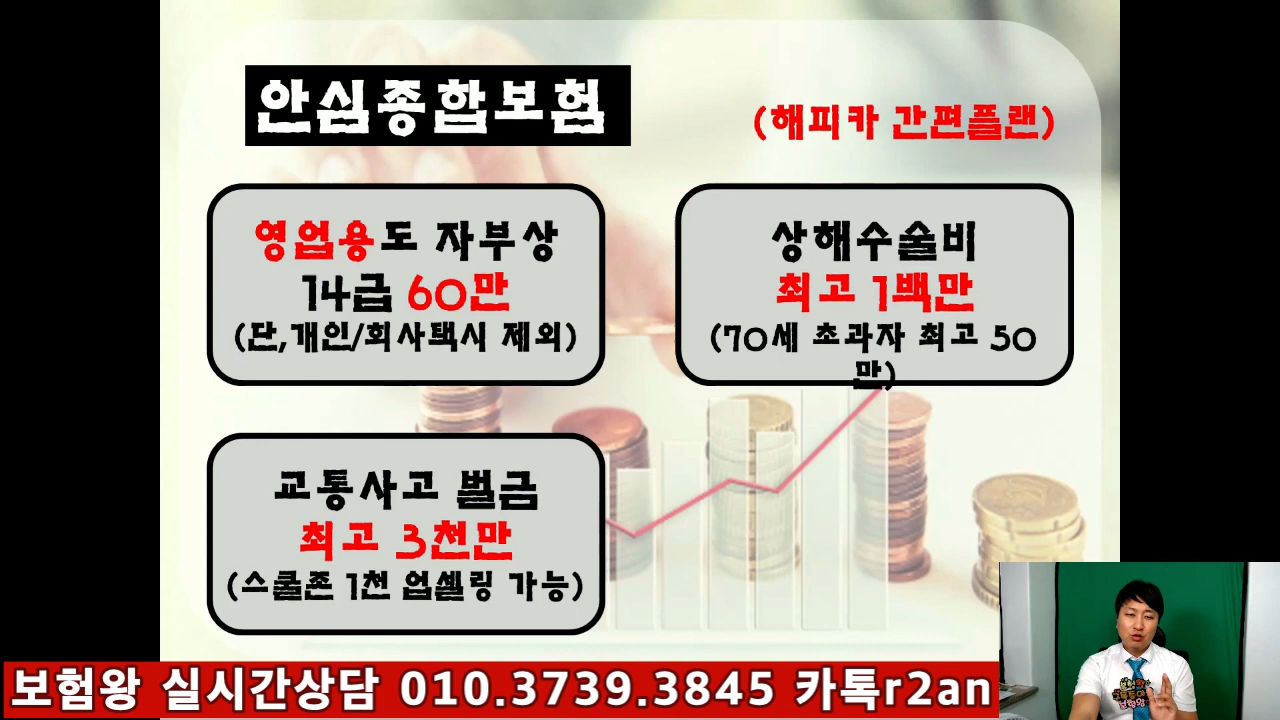 안심종합보험
(해피카 간편플랜)
영업용도 자부상
14급 60만
(단,개인/회사택시 제외)
상해수술비
최고 1백만
(70세 초과자 최고 50
만)
교통사고 벌금
최고 3천만
(스쿨존 1천 업셀링 가능)
보험왕 실시간상담 010.3739.3845 카톡r2an